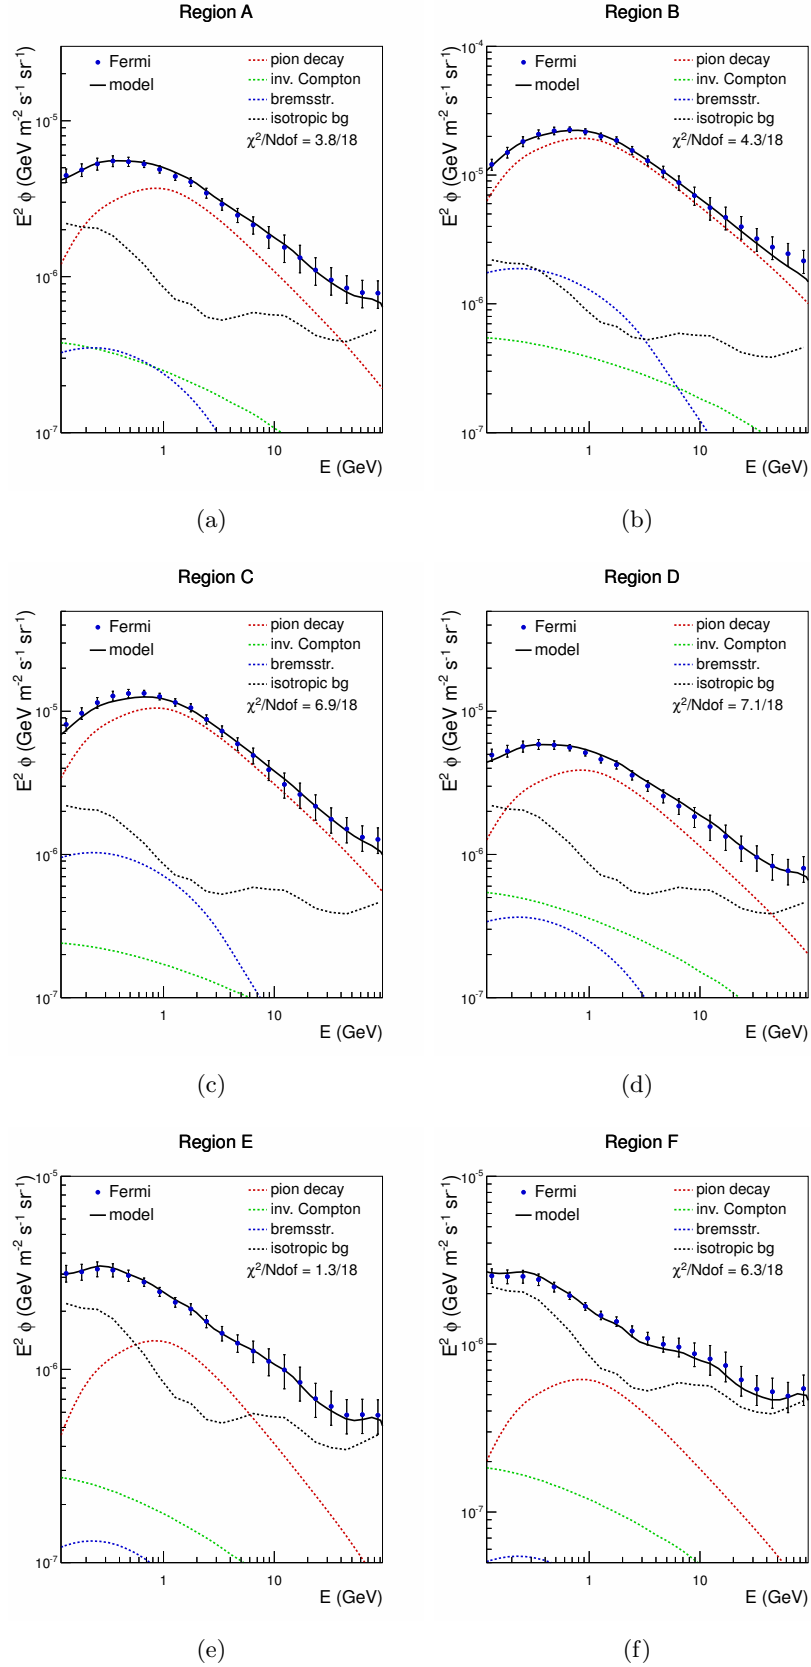 Region A
E² ϕ (GeV m⁻² s⁻¹ sr⁻¹)
10⁻⁵
10⁻⁶
10⁻⁷
Fermi
model
pion decay
inv. Compton
bremsstr.
isotropic bg
χ²/Ndof = 3.8/18
1
10
E (GeV)
(a)
Region B
E² ϕ (GeV m⁻² s⁻¹ sr⁻¹)
10⁻⁴
10⁻⁵
10⁻⁶
10⁻⁷
Fermi
model
pion decay
inv. Compton
bremsstr.
isotropic bg
χ²/Ndof = 4.3/18
1
10
E (GeV)
(b)
Region C
E² ϕ (GeV m⁻² s⁻¹ sr⁻¹)
10⁻⁵
10⁻⁶
10⁻⁷
Fermi
model
pion decay
inv. Compton
bremsstr.
isotropic bg
χ²/Ndof = 6.9/18
1
10
E (GeV)
(c)
Region D
E² ϕ (GeV m⁻² s⁻¹ sr⁻¹)
10⁻⁵
10⁻⁶
10⁻⁷
Fermi
model
pion decay
inv. Compton
bremsstr.
isotropic bg
χ²/Ndof = 7.1/18
1
10
E (GeV)
(d)
Region E
E² ϕ (GeV m⁻² s⁻¹ sr⁻¹)
10⁻⁵
10⁻⁶
10⁻⁷
Fermi
model
pion decay
inv. Compton
bremsstr.
isotropic bg
χ²/Ndof = 1.3/18
1
10
E (GeV)
(e)
Region F
E² ϕ (GeV m⁻² s⁻¹ sr⁻¹)
10⁻⁵
10⁻⁶
10⁻⁷
Fermi
model
pion decay
inv. Compton
bremsstr.
isotropic bg
χ²/Ndof = 6.3/18
1
10
E (GeV)
(f)